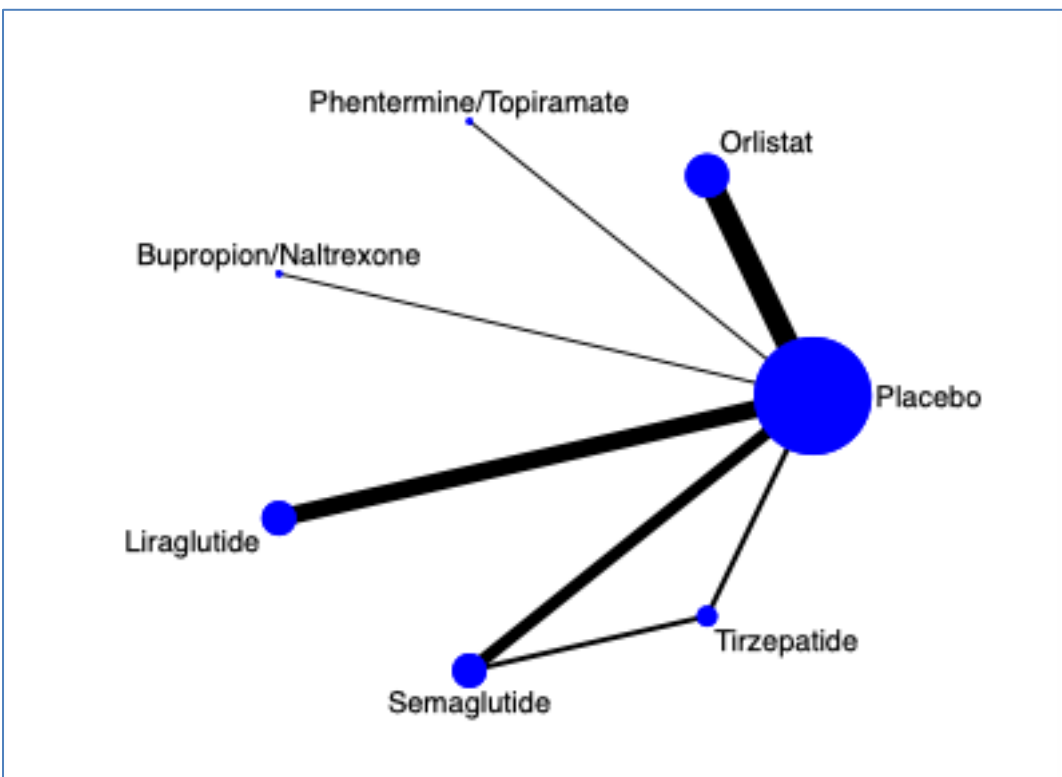 Phentermine/Topiramate
Orlistat
Bupropion/Naltrexone
Placebo
Liraglutide
Tirzepatide
Semaglutide